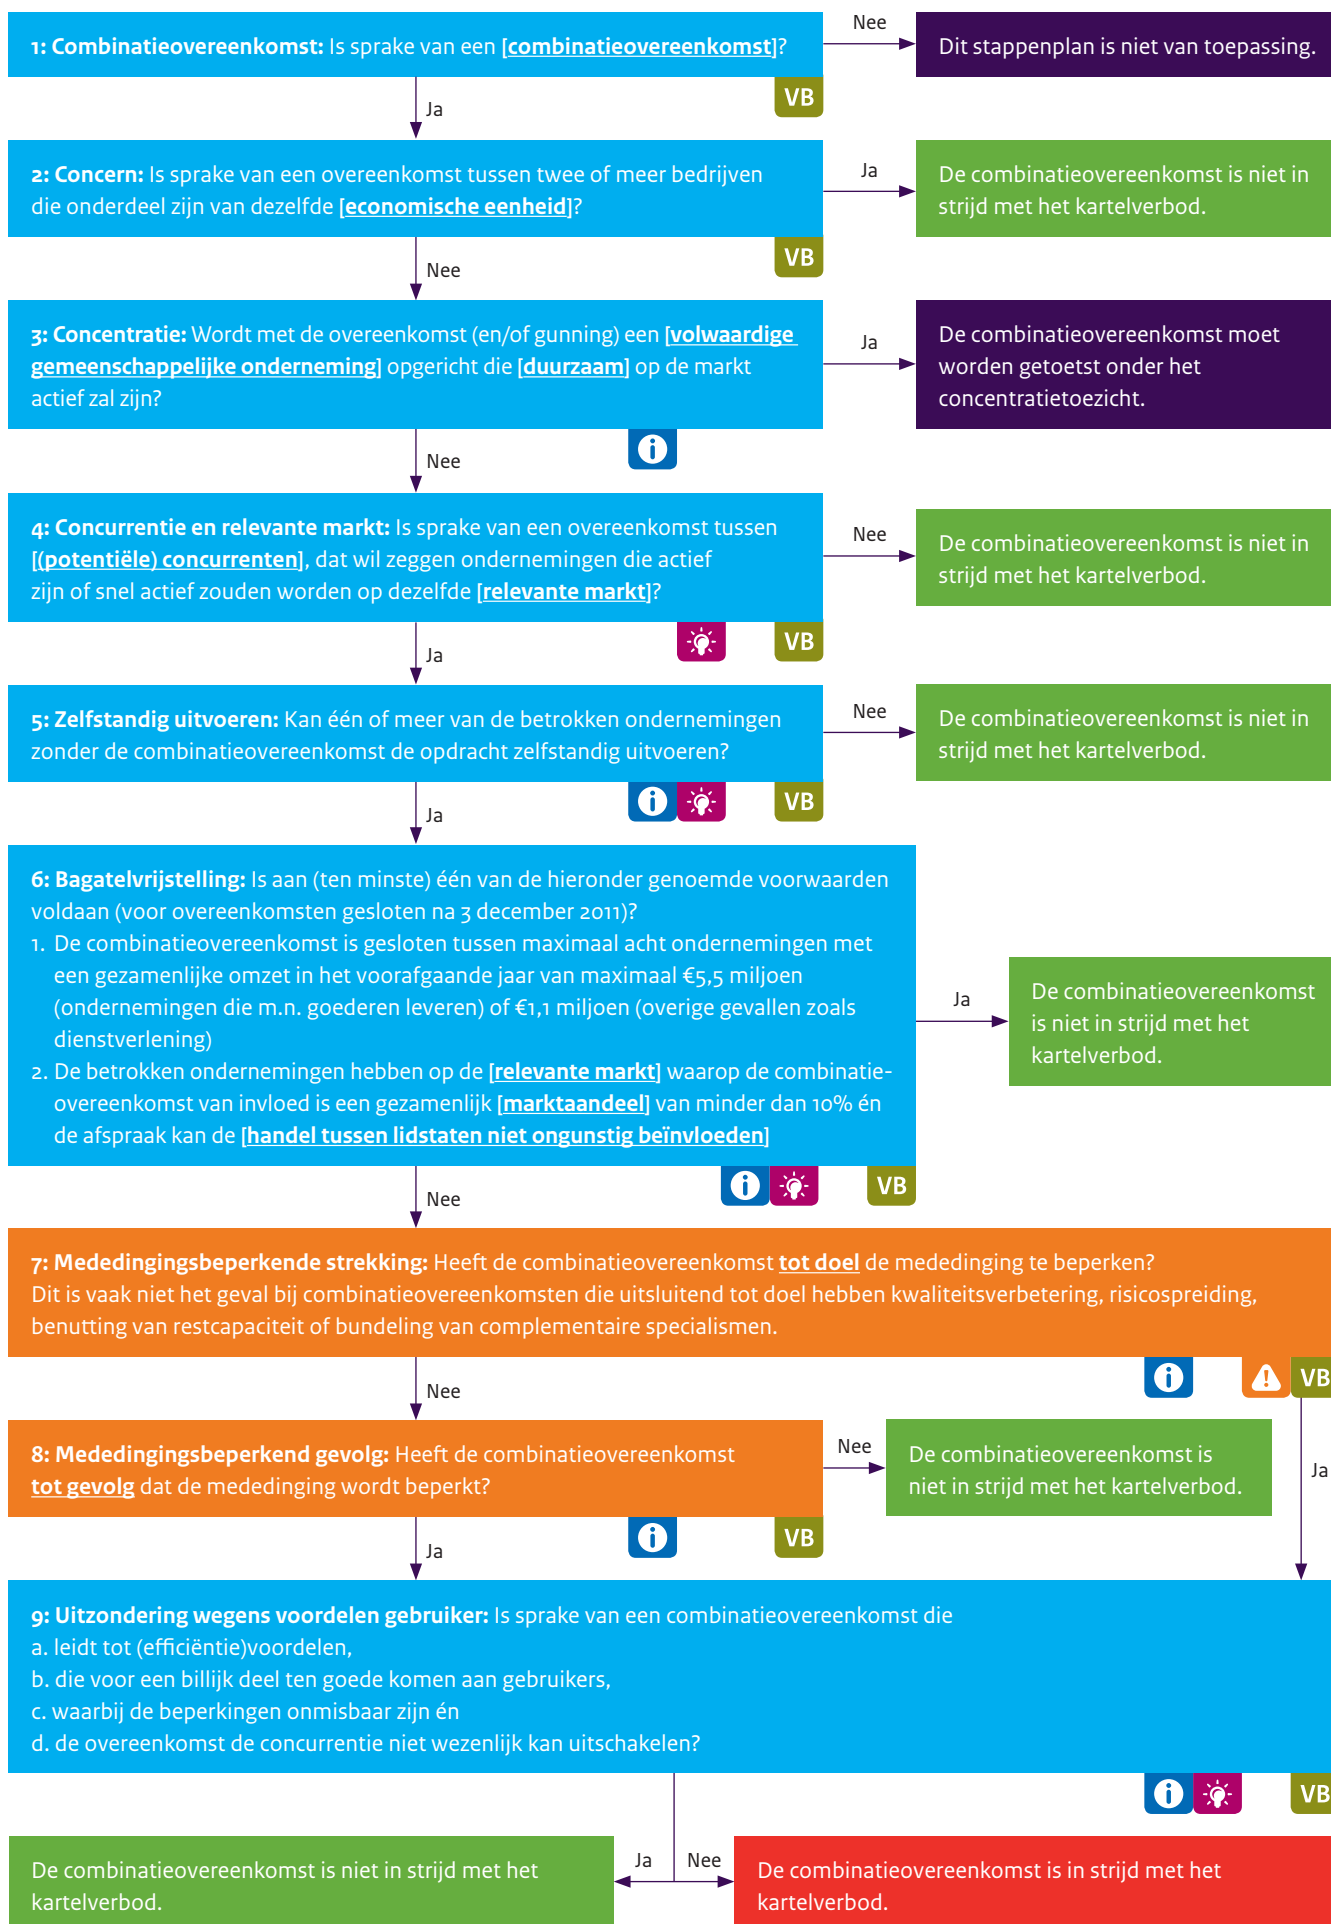 1: Combinatieovereenkomst: Is sprake van een [combinatieovereenkomst]?
Nee
Dit stappenplan is niet van toepassing.
VB
Ja
2: Concern: Is sprake van een overeenkomst tussen twee of meer bedrijven
die onderdeel zijn van dezelfde [economische eenheid]?
Ja
De combinatieovereenkomst is niet in
strijd met het kartelverbod.
VB
Nee
3: Concentratie: Wordt met de overeenkomst (en/of gunning) een [volwaardige
gemeenschappelijke onderneming] opgericht die [duurzaam] op de markt
actief zal zijn?
Ja
De combinatieovereenkomst moet
worden getoetst onder het
concentratietoezicht.
i
Nee
4: Concurrentie en relevante markt: Is sprake van een overeenkomst tussen
[(potentiële) concurrenten], dat wil zeggen ondernemingen die actief
zijn of snel actief zouden worden op dezelfde [relevante markt]?
Nee
De combinatieovereenkomst is niet in
strijd met het kartelverbod.
VB
Ja
5: Zelfstandig uitvoeren: Kan één of meer van de betrokken ondernemingen
zonder de combinatieovereenkomst de opdracht zelfstandig uitvoeren?
Nee
De combinatieovereenkomst is niet in
strijd met het kartelverbod.
i
VB
Ja
6: Bagatelvrijstelling: Is aan (ten minste) één van de hieronder genoemde voorwaarden
voldaan (voor overeenkomsten gesloten na 3 december 2011)?
1. De combinatieovereenkomst is gesloten tussen maximaal acht ondernemingen met
een gezamenlijke omzet in het voorafgaande jaar van maximaal €5,5 miljoen
(ondernemingen die m.n. goederen leveren) of €1,1 miljoen (overige gevallen zoals
dienstverlening)
2. De betrokken ondernemingen hebben op de [relevante markt] waarop de combinatie-
overeenkomst van invloed is een gezamenlijk [marktaandeel] van minder dan 10% én
de afspraak kan de [handel tussen lidstaten niet ongunstig beïnvloeden]
Ja
De combinatieovereenkomst
is niet in strijd met het
kartelverbod.
i
VB
Nee
7: Mededingingsbeperkende strekking: Heeft de combinatieovereenkomst tot doel de mededinging te beperken?
Dit is vaak niet het geval bij combinatieovereenkomsten die uitsluitend tot doel hebben kwaliteitsverbetering, risicospreiding,
benutting van restcapaciteit of bundeling van complementaire specialismen.
i
!
VB
Nee
8: Mededingingsbeperkend gevolg: Heeft de combinatieovereenkomst
tot gevolg dat de mededinging wordt beperkt?
Nee
De combinatieovereenkomst is
niet in strijd met het kartelverbod.
Ja
i
VB
Ja
9: Uitzondering wegens voordelen gebruiker: Is sprake van een combinatieovereenkomst die
a. leidt tot (efficiëntie)voordelen,
b. die voor een billijk deel ten goede komen aan gebruikers,
c. waarbij de beperkingen onmisbaar zijn én
d. de overeenkomst de concurrentie niet wezenlijk kan uitschakelen?
i
VB
De combinatieovereenkomst is niet in strijd met het
kartelverbod.
Ja
Nee
De combinatieovereenkomst is in strijd met het
kartelverbod.